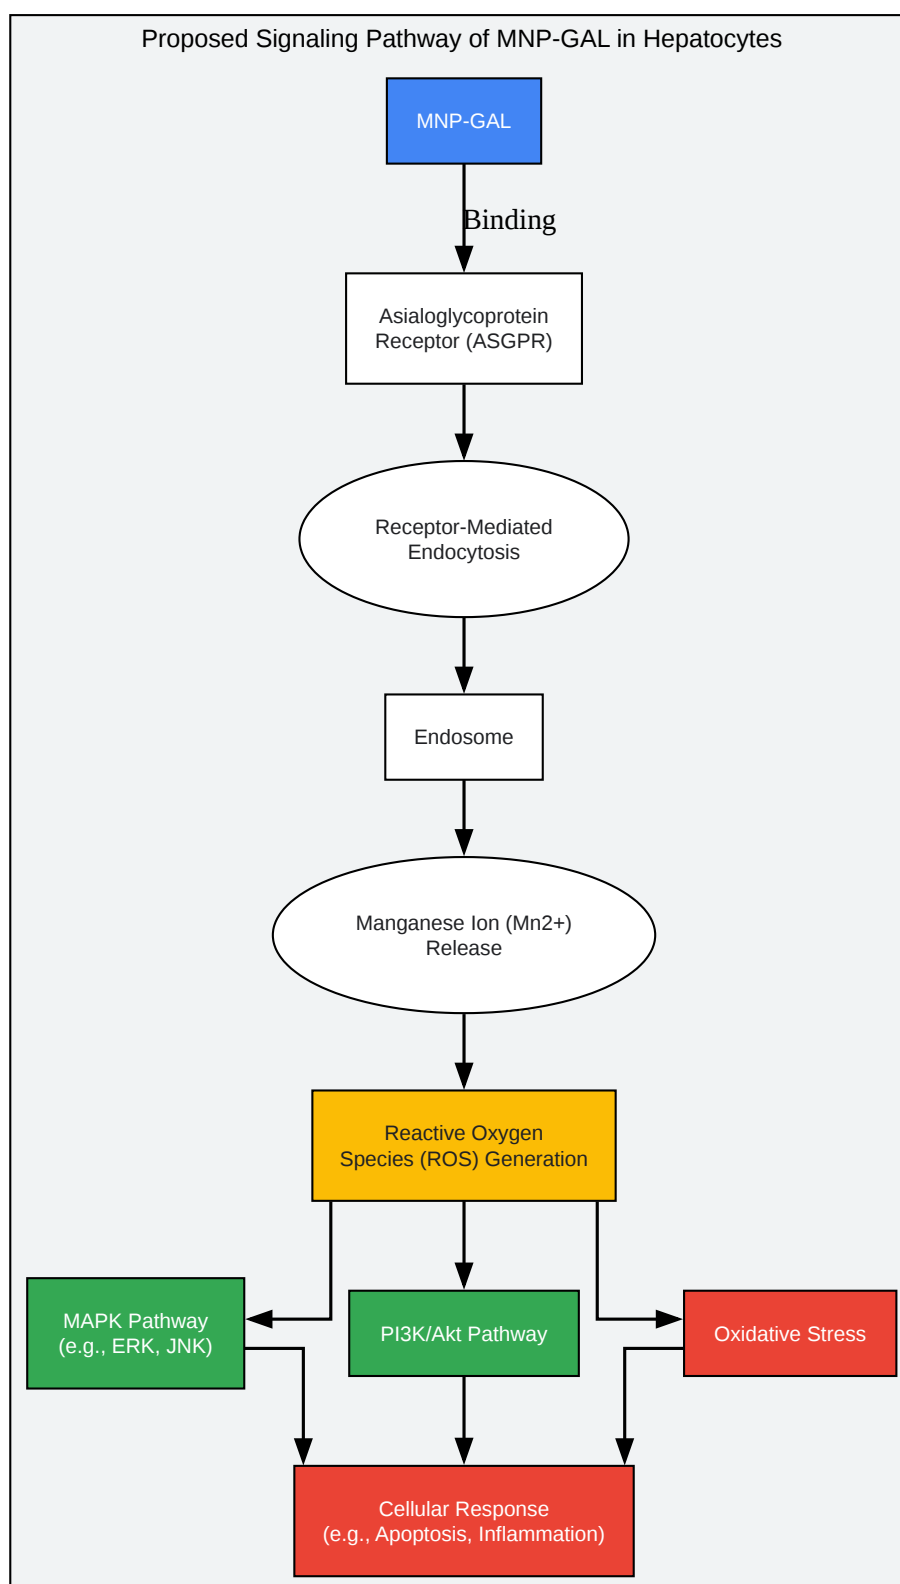 Proposed Signaling Pathway of MNP-GAL in Hepatocytes
MNP-GAL
Binding
Asialoglycoprotein
Receptor (ASGPR)
Receptor-Mediated
Endocytosis
Endosome
Manganese Ion (Mn2+)
Release
Reactive Oxygen
Species (ROS) Generation
MAPK Pathway
(e.g., ERK, JNK)
PI3K/Akt Pathway
Oxidative Stress
Cellular Response
(e.g., Apoptosis, Inflammation)